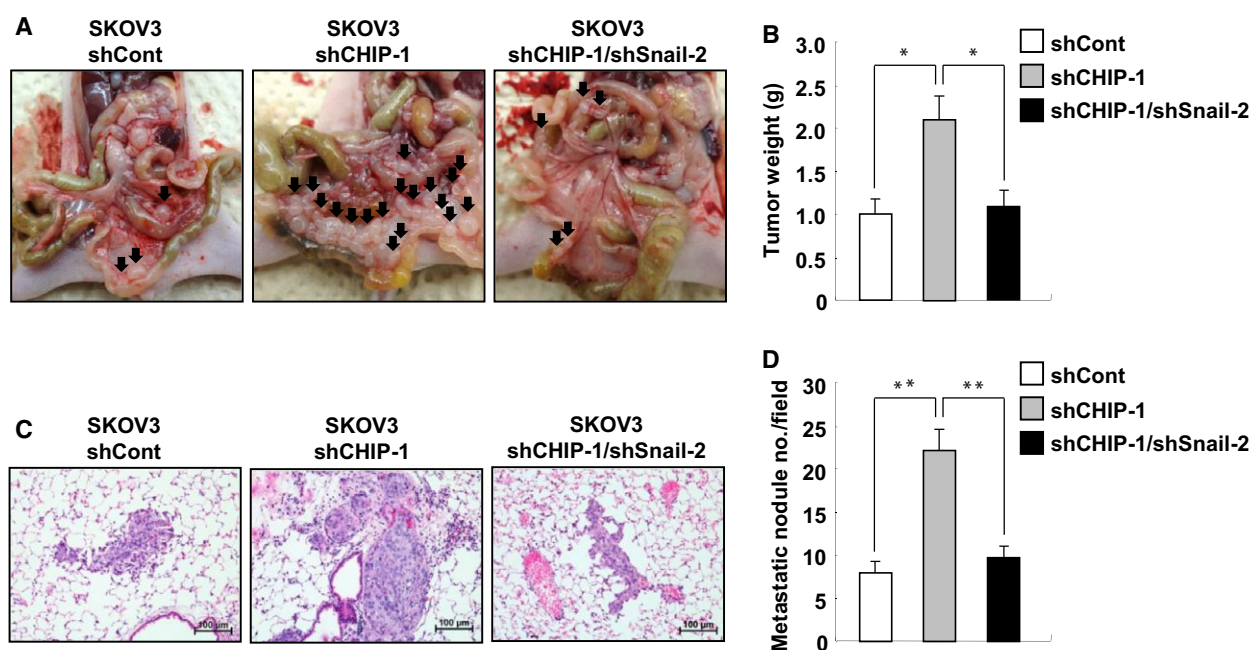 A
SKOV3
shCont
SKOV3
shCHIP-1
SKOV3
shCHIP-1/shSnail-2
B
Tumor weight (g)
3.0
2.5
2.0
1.5
1.0
0.5
0
*
*
shCont
shCHIP-1
shCHIP-1/shSnail-2
C
SKOV3
shCont
SKOV3
shCHIP-1
SKOV3
shCHIP-1/shSnail-2
100 µm
100 µm
100 µm
D
Metastatic nodule no./field
30
25
20
15
10
5
0
**
**
shCont
shCHIP-1
shCHIP-1/shSnail-2